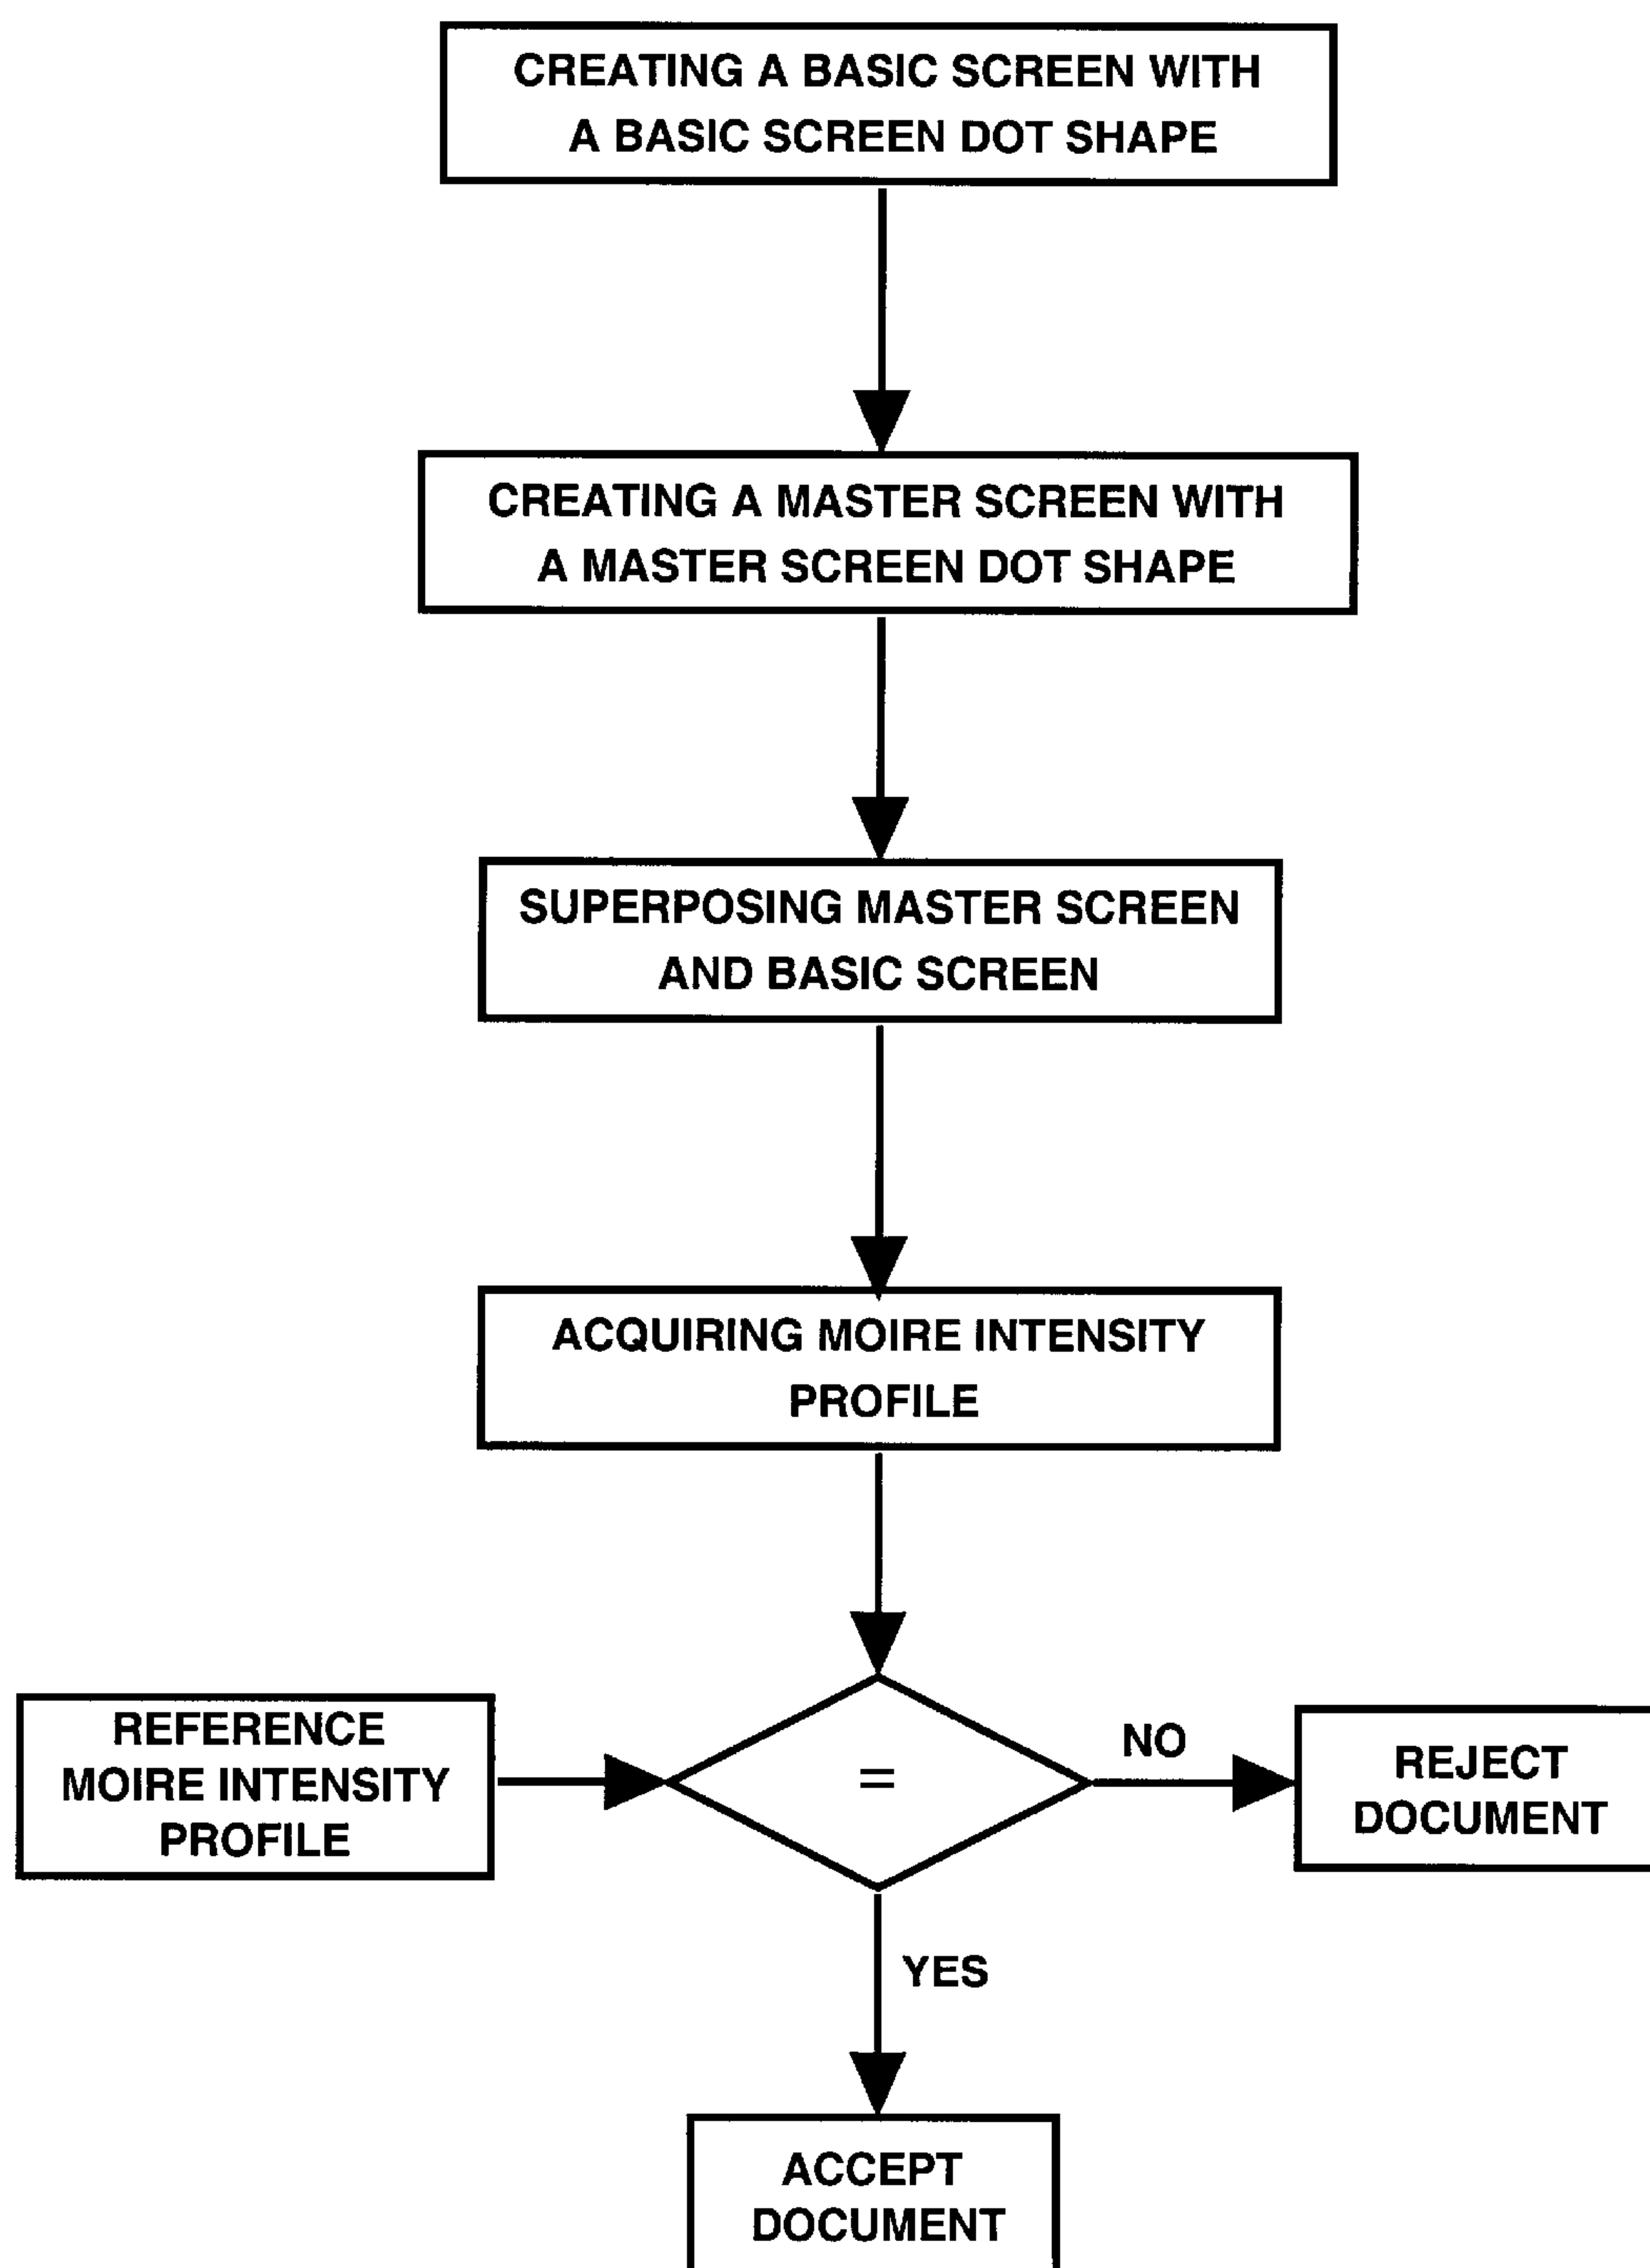 CREATING A BASIC SCREEN WITH
A BASIC SCREEN DOT SHAPE
CREATING A MASTER SCREEN WITH
A MASTER SCREEN DOT SHAPE
SUPERPOSING MASTER SCREEN
AND BASIC SCREEN
ACQUIRING MOIRE INTENSITY
PROFILE
REFERENCE
MOIRE INTENSITY
PROFILE
=
NO
REJECT
DOCUMENT
YES
ACCEPT
DOCUMENT